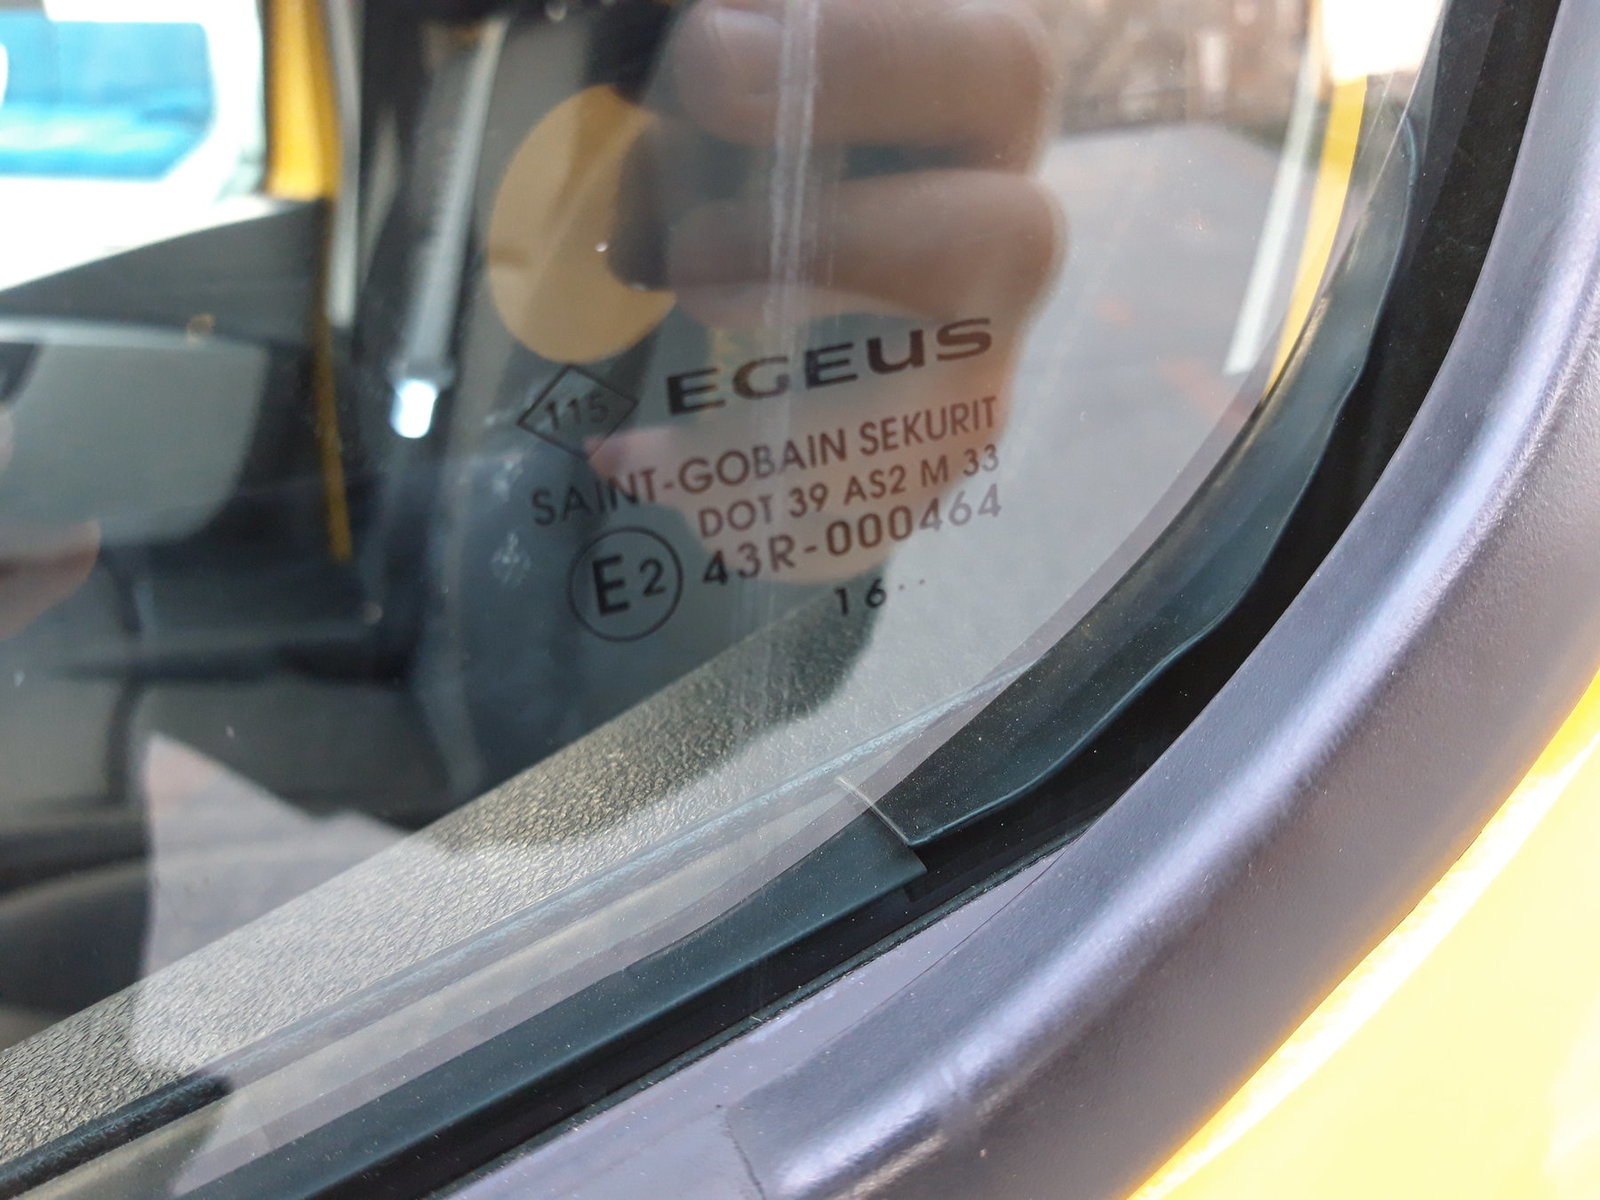 115 EGEUS
SAINT-GOBAIN SEKURIT
DOT 39 AS2 M 33
E2 43R-000464
16··